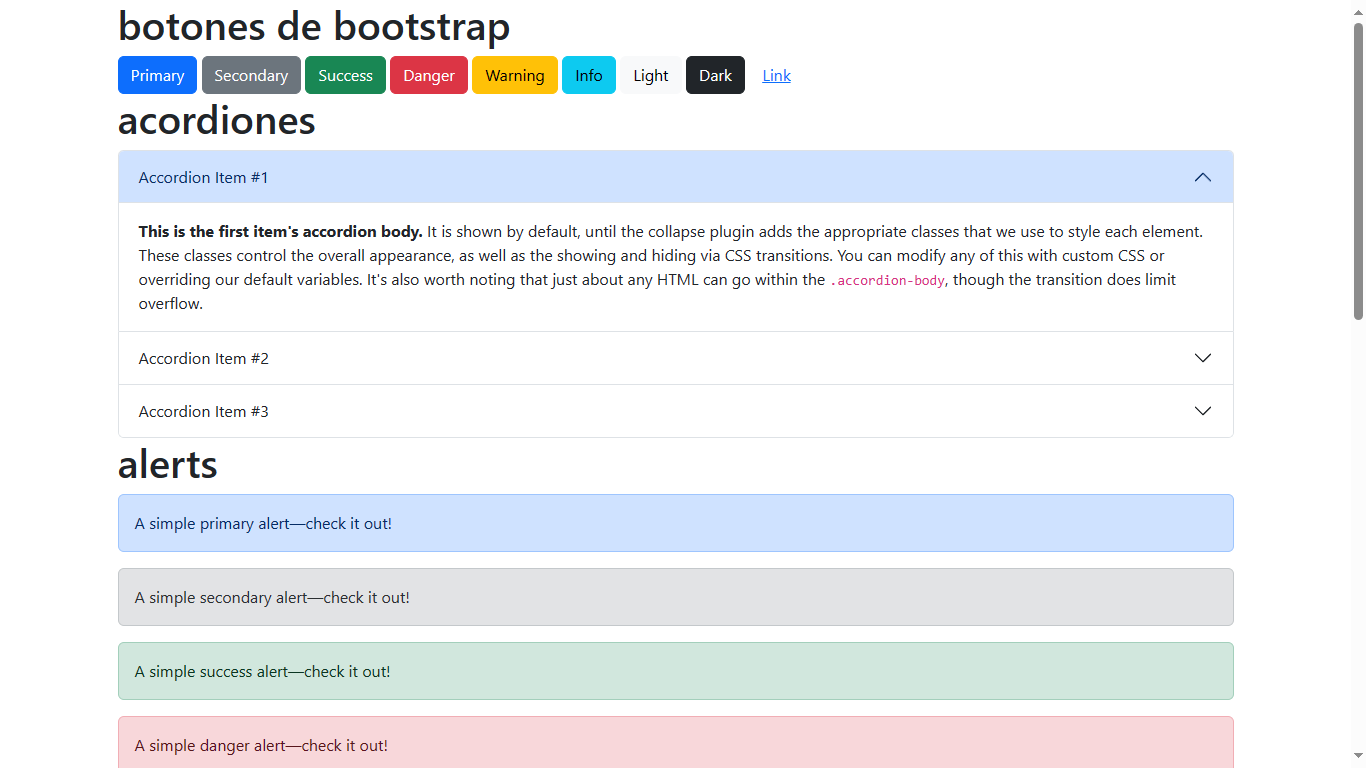 botones de bootstrap
Primary Secondary Success Danger Warning Info Light Dark Link
acordiones
Accordion Item #1
This is the first item's accordion body. It is shown by default, until the collapse plugin adds the appropriate classes that we use to style each element.
These classes control the overall appearance, as well as the showing and hiding via CSS transitions. You can modify any of this with custom CSS or
overriding our default variables. It's also worth noting that just about any HTML can go within the .accordion-body, though the transition does limit
overflow.
Accordion Item #2
Accordion Item #3
alerts
A simple primary alert—check it out!
A simple secondary alert—check it out!
A simple success alert—check it out!
A simple danger alert—check it out!